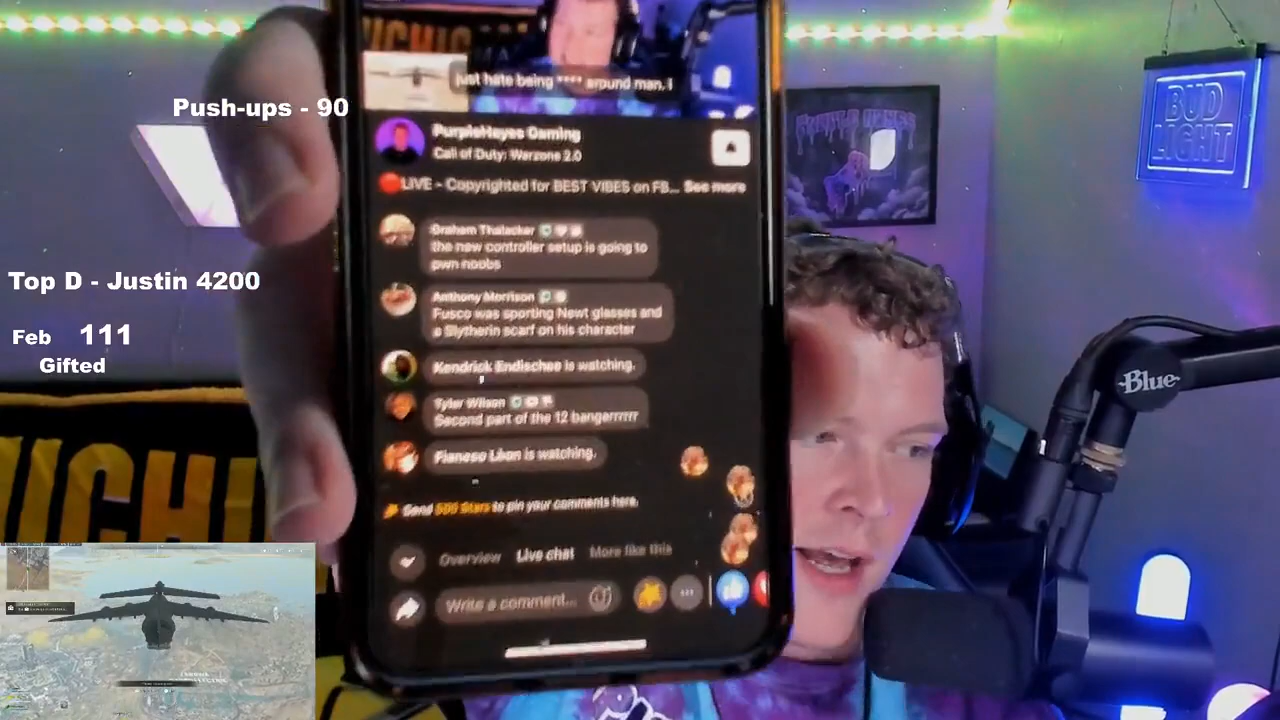 just hate being **** around man, I
Push-ups - 90
PurpleHayes Gaming
Call of Duty: Warzone 2.0
LIVE - Copyrighted for BEST VIBES on FB... See more
BUD
LIGHT
Graham Thalacker
the new controller setup is going to
pwn noobs
Anthony Morrison
Fusco was sporting Newt glasses and
a Slytherin scarf on his character
Top D - Justin 4200
Feb 111
Gifted
Kendrick Endischee is watching.
Tyler Wilson
Second part of the 12 bangerrrrr
is watching.
Send 500 Stars to pin your comments here.
Overview Live chat More like this
Write a comment...
Blue